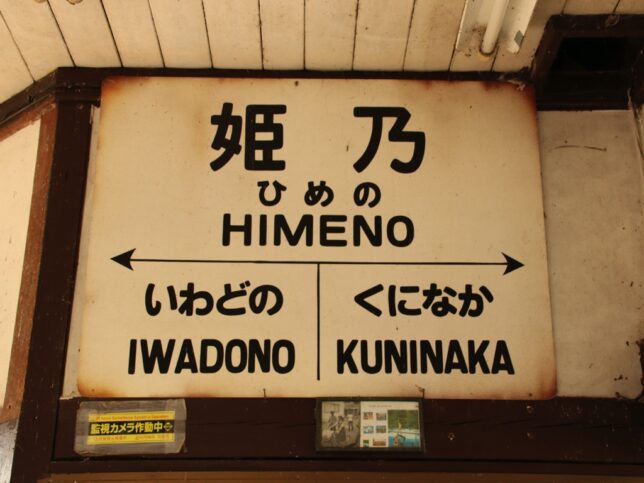 姫乃
ひめの
HIMENO
いわどの くになか
IWADONO KUNINAKA
監視カメラ作動中